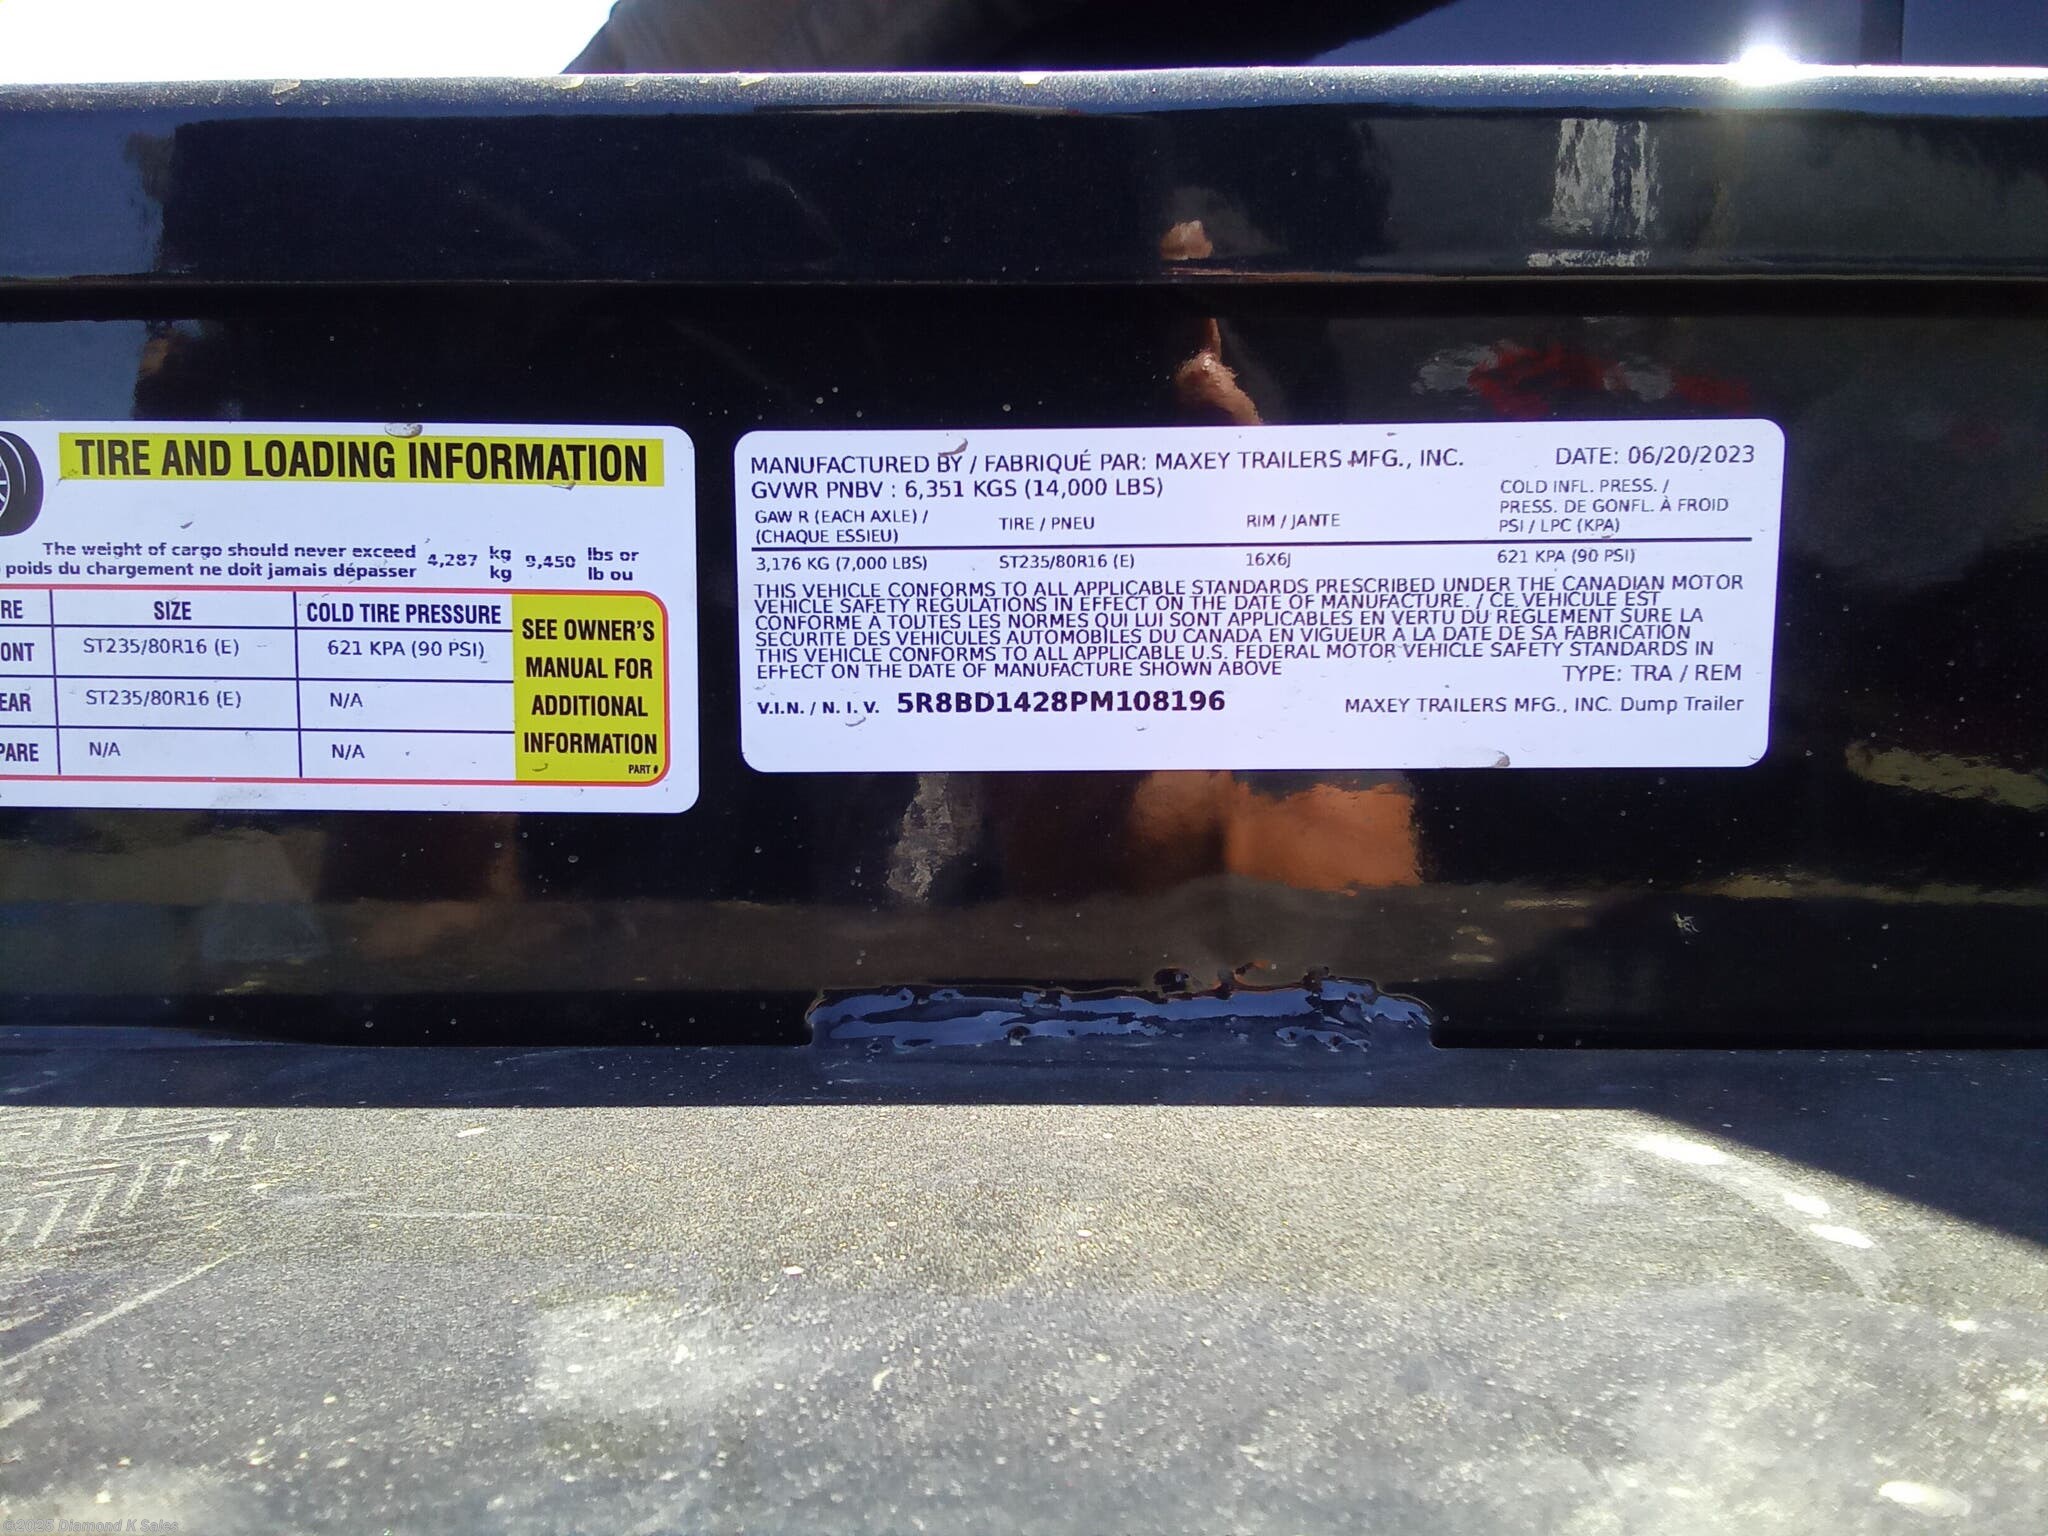 TIRE AND LOADING INFORMATION
The weight of cargo should never exceed 4,287 kg 9,450 lbs or
poids du chargement ne doit jamais dépasser kg lb ou
RE SIZE COLD TIRE PRESSURE
ONT ST235/80R16 (E) 621 KPA (90 PSI)
EAR ST235/80R16 (E) N/A
PARE N/A N/A
SEE OWNER'S
MANUAL FOR
ADDITIONAL
INFORMATION
PART #
MANUFACTURED BY / FABRIQUÉ PAR: MAXEY TRAILERS MFG., INC. DATE: 06/20/2023
GVWR PNBV : 6,351 KGS (14,000 LBS)
GAW R (EACH AXLE) /
(CHAQUE ESSIEU)
TIRE / PNEU
RIM / JANTE
COLD INFL. PRESS. /
PRESS. DE GONFL. À FROID
PSI / LPC (KPA)
3,176 KG (7,000 LBS) ST235/80R16 (E) 16X6J 621 KPA (90 PSI)
THIS VEHICLE CONFORMS TO ALL APPLICABLE STANDARDS PRESCRIBED UNDER THE CANADIAN MOTOR
VEHICLE SAFETY REGULATIONS IN EFFECT ON THE DATE OF MANUFACTURE. / CE VEHICULE EST
CONFORME À TOUTES LES NORMES QUI LUI SONT APPLICABLES EN VERTU DU RÈGLEMENT SURE LA
SECURITE DES VEHICULES AUTOMOBILES DU CANADA EN VIGUEUR A LA DATE DE SA FABRICATION
THIS VEHICLE CONFORMS TO ALL APPLICABLE U.S. FEDERAL MOTOR VEHICLE SAFETY STANDARDS IN
EFFECT ON THE DATE OF MANUFACTURE SHOWN ABOVE TYPE: TRA / REM
V.I.N. / N. I. V. 5R8BD1428PM108196 MAXEY TRAILERS MFG., INC. Dump Trailer
©2025 Diamond K Sales